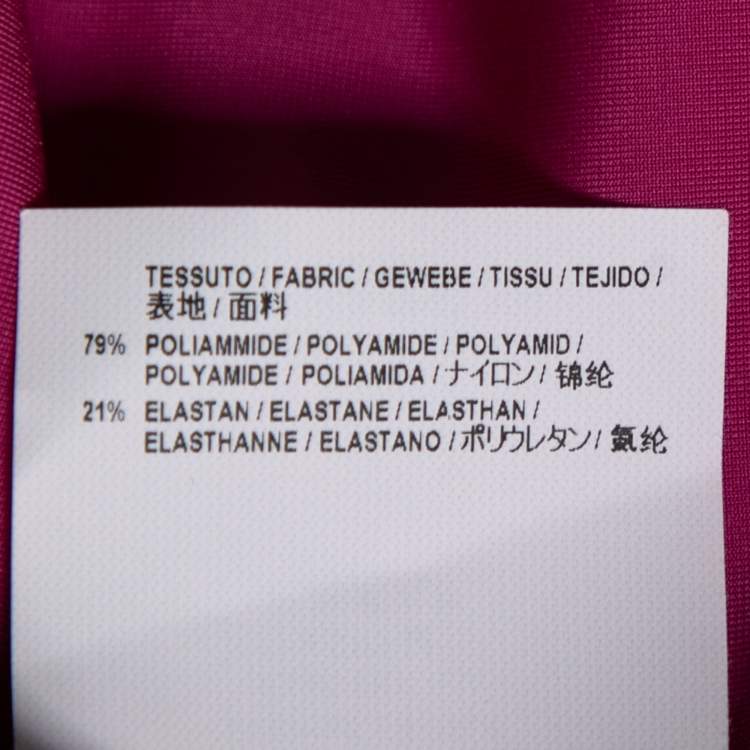 TESSUTO / FABRIC / GEWEBE / TISSU / TEJIDO /
表地 / 面料
79% POLIAMMIDE / POLYAMIDE / POLYAMID /
POLYAMIDE / POLIAMIDA / ナイロン / 锦纶
21% ELASTAN / ELASTANE / ELASTHAN /
ELASTHANNE / ELASTANO / ポリウレタン / 氨纶